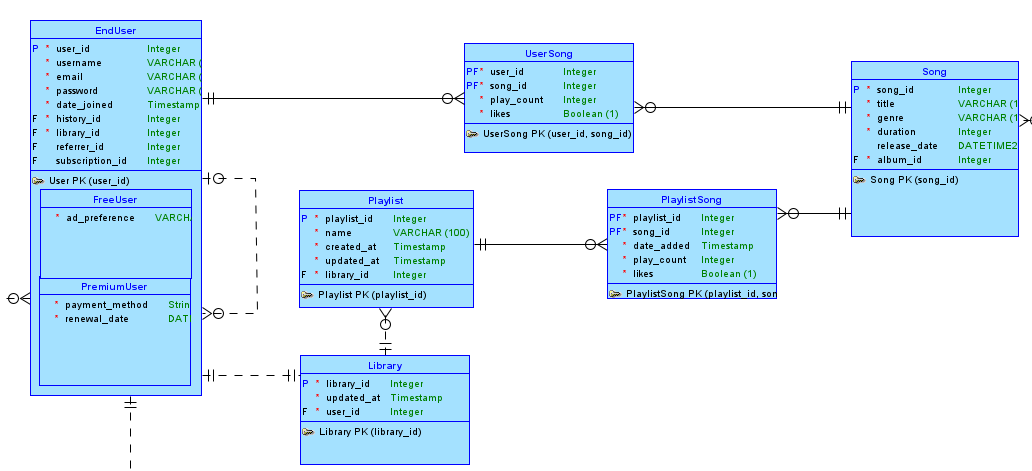 EndUser
P * user_id Integer
* username VARCHAR (
* email VARCHAR (
* password VARCHAR (
* date_joined Timestamp
F * history_id Integer
F * library_id Integer
F referrer_id Integer
F subscription_id Integer
User PK (user_id)
FreeUser
* ad_preference VARCH
PremiumUser
* payment_method Strin
* renewal_date DAT
UserSong
PF* user_id Integer
PF* song_id Integer
* play_count Integer
* likes Boolean (1)
UserSong PK (user_id, song_id)
Song
P * song_id Integer
* title VARCHAR (1
* genre VARCHAR (1
* duration Integer
release_date DATETIME2
F * album_id Integer
Song PK (song_id)
Playlist
P * playlist_id Integer
* name VARCHAR (100)
* created_at Timestamp
* updated_at Timestamp
F * library_id Integer
Playlist PK (playlist_id)
PlaylistSong
PF* playlist_id Integer
PF* song_id Integer
* date_added Timestamp
* play_count Integer
* likes Boolean (1)
PlaylistSong PK (playlist_id, son
Library
P * library_id Integer
* updated_at Timestamp
F * user_id Integer
Library PK (library_id)